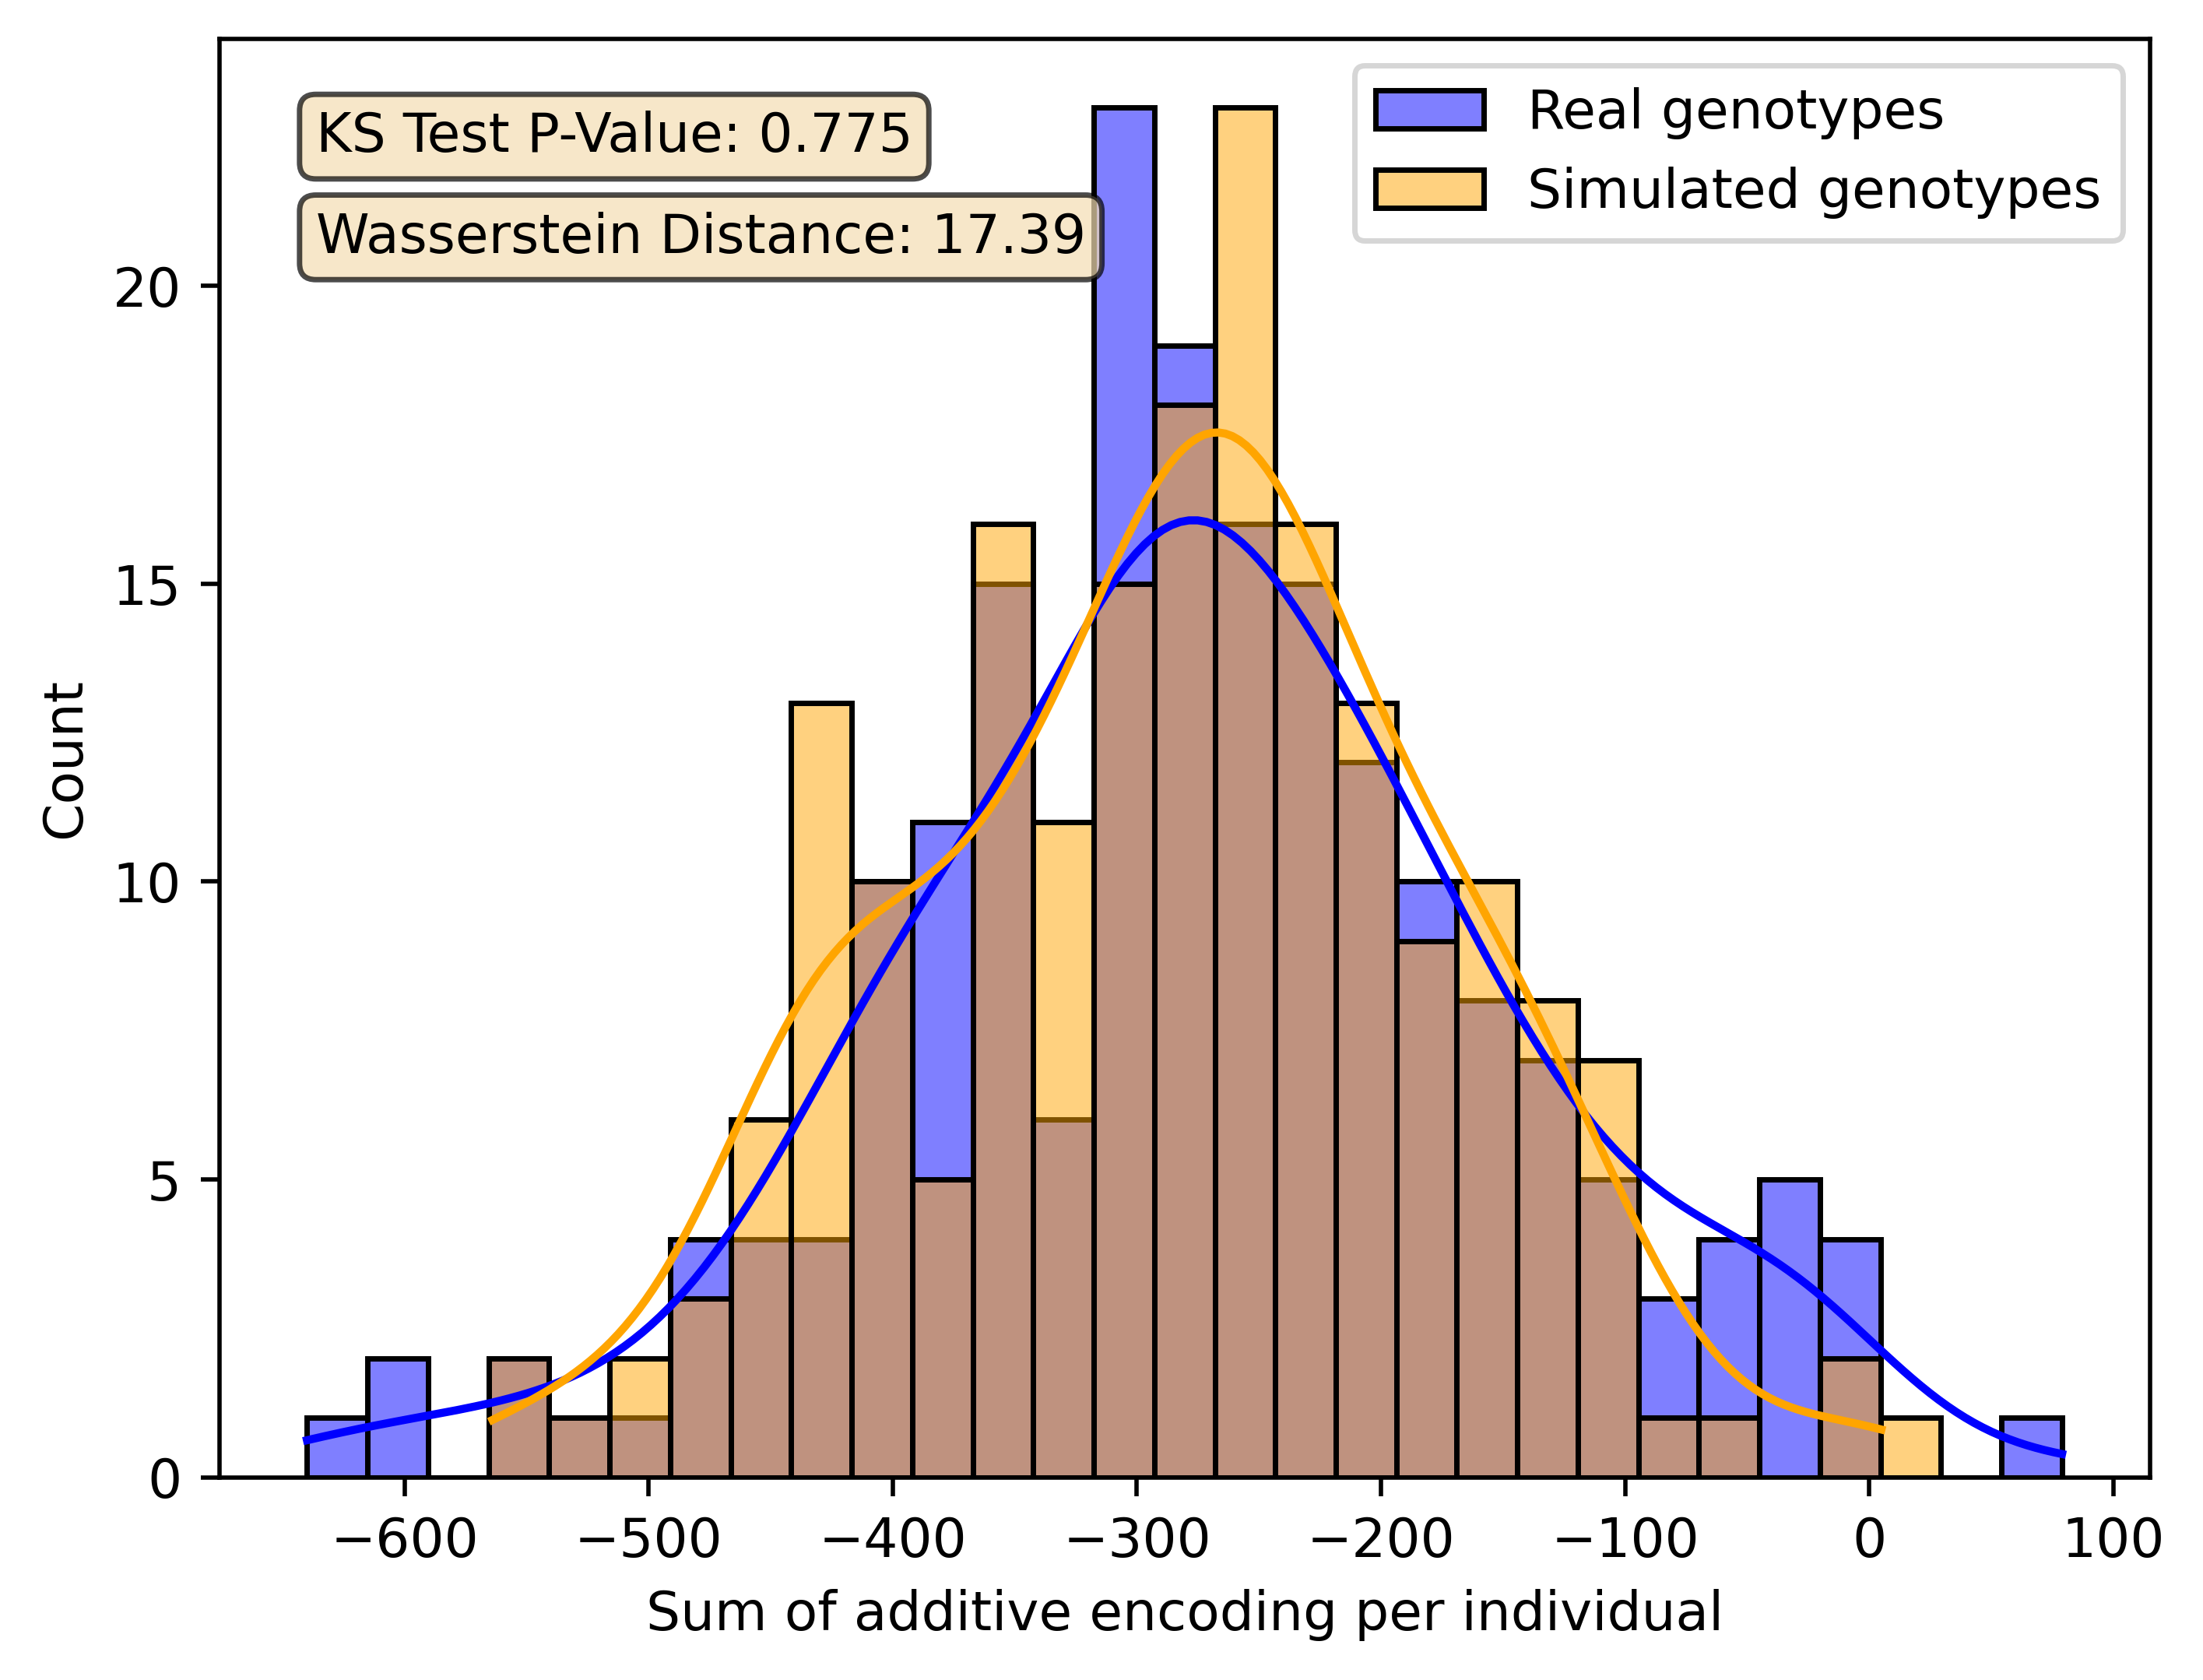 KS Test P-Value: 0.775
Wasserstein Distance: 17.39
Real genotypes
Simulated genotypes
Count
20
15
10
5
0
−600 −500 −400 −300 −200 −100 0 100
Sum of additive encoding per individual